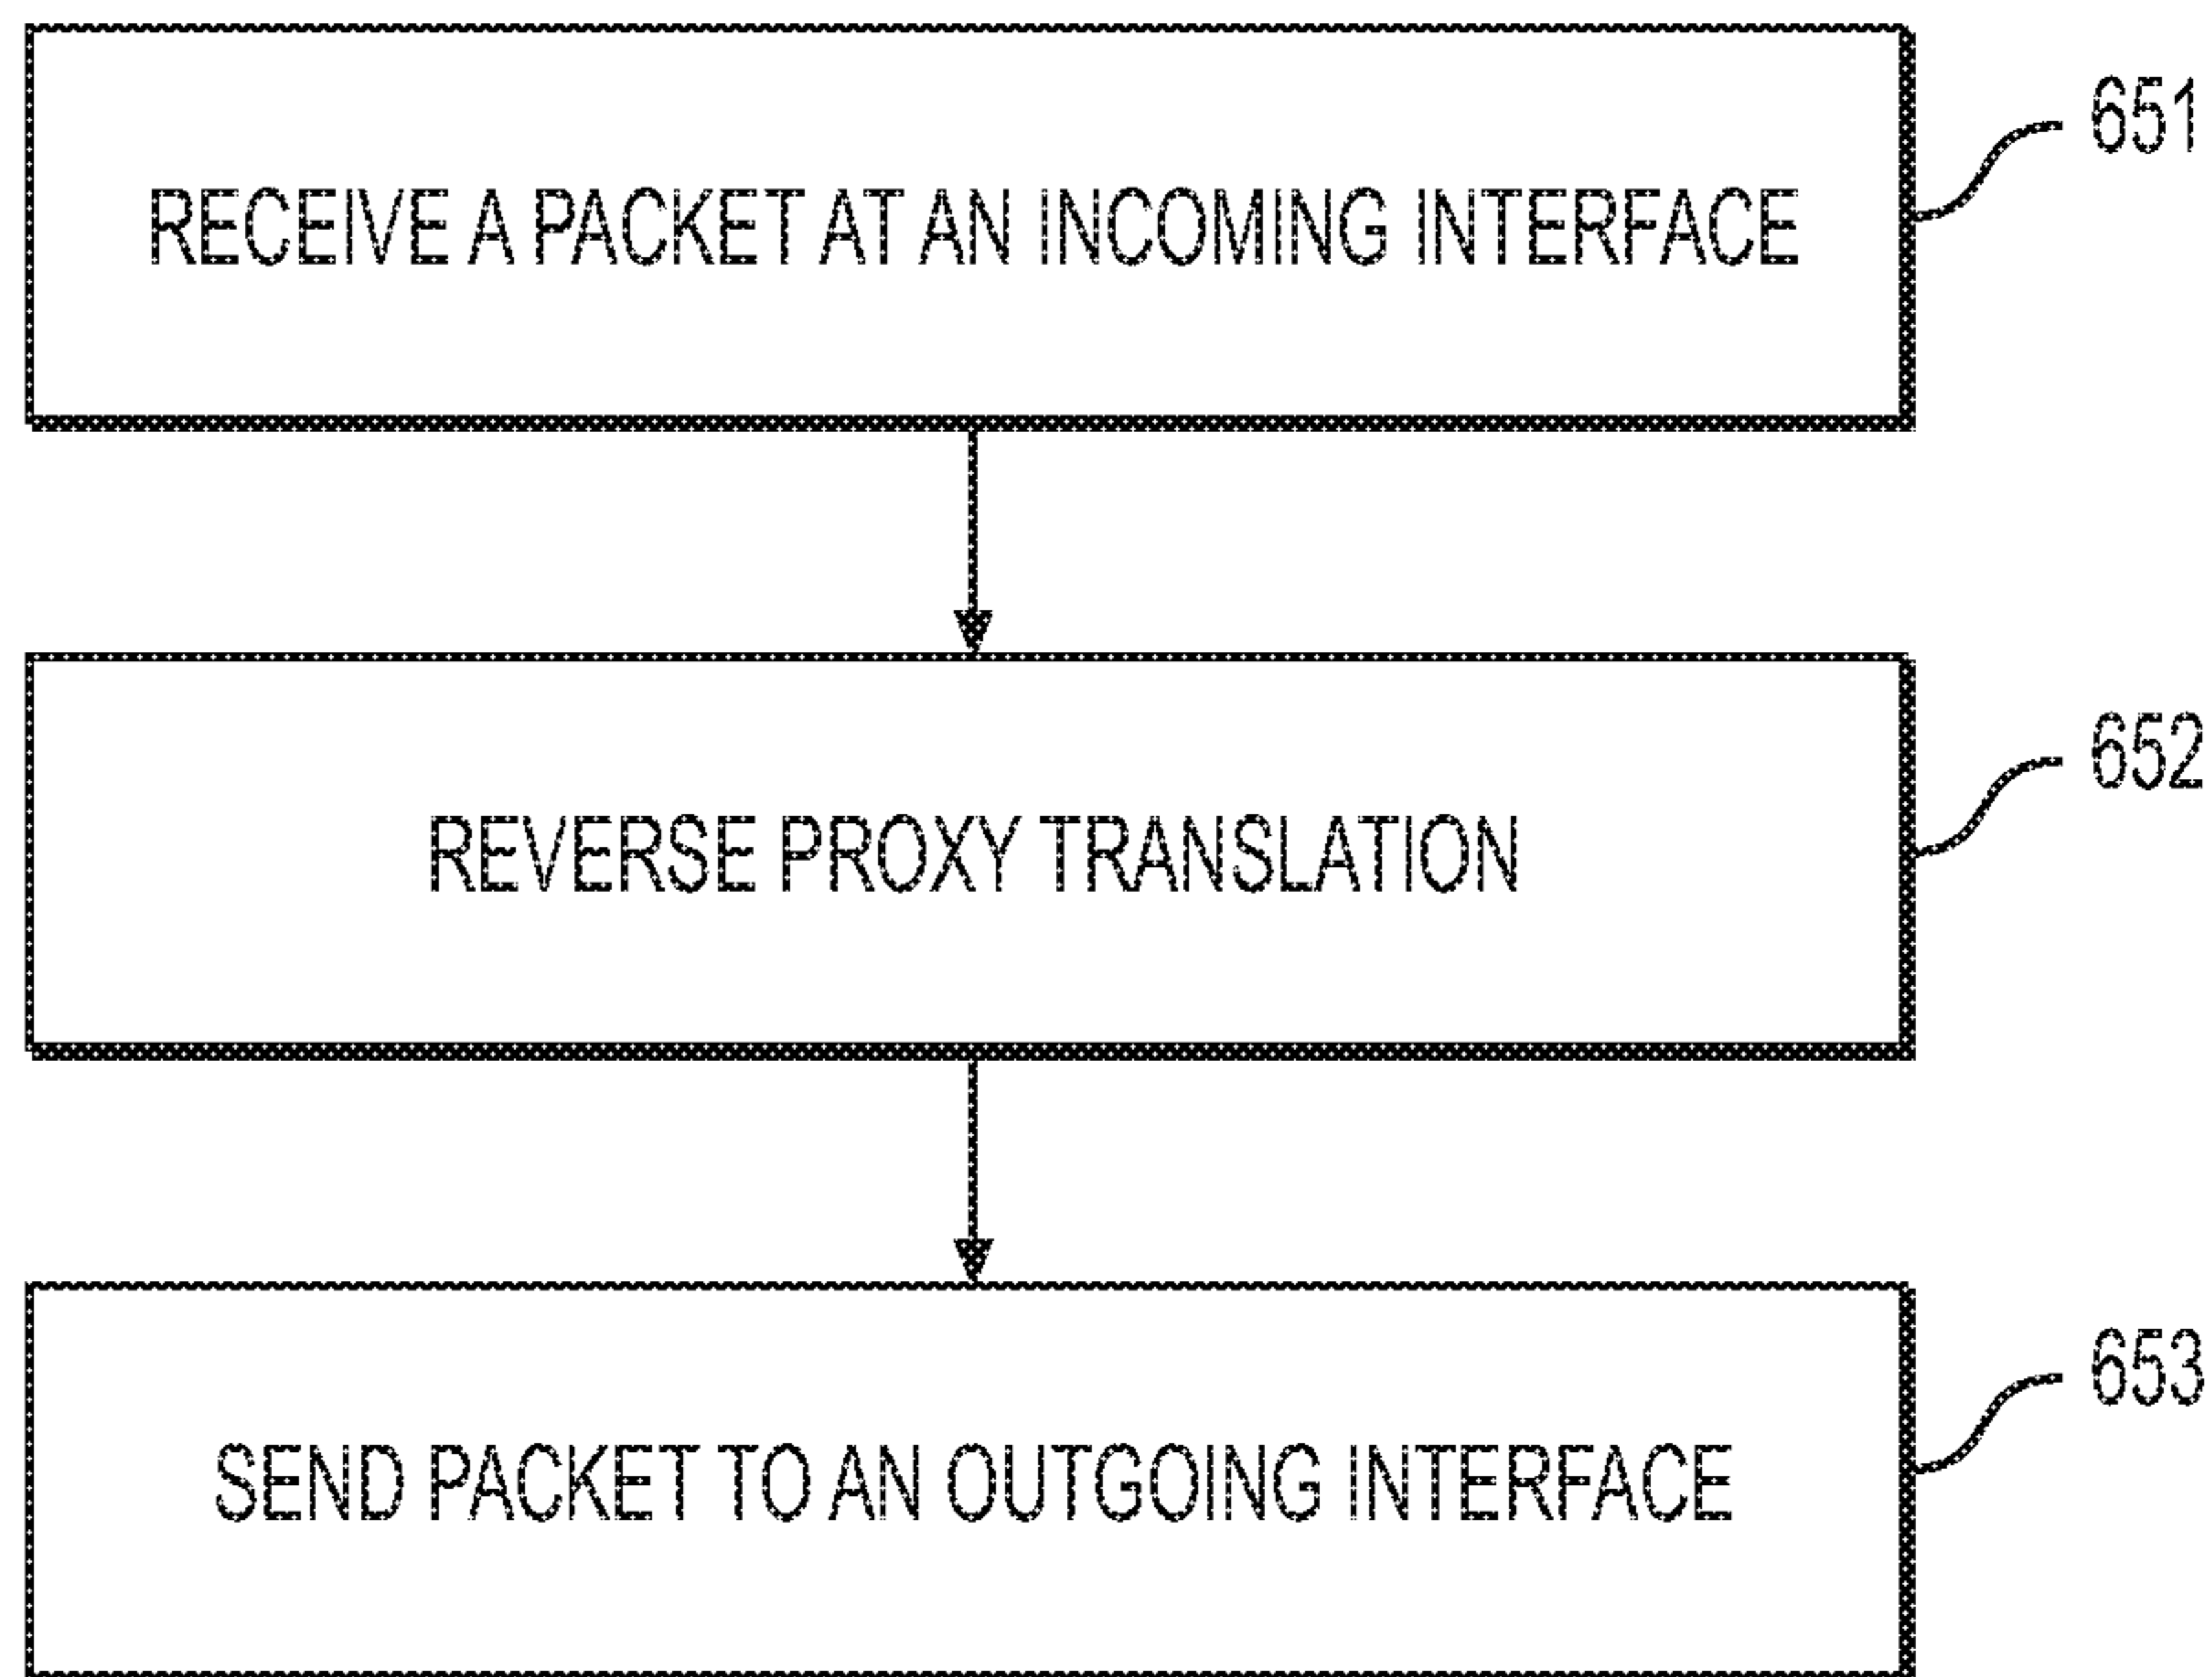 651
RECEIVE A PACKET AT AN INCOMING INTERFACE
652
REVERSE PROXY TRANSLATION
653
SEND PACKET TO AN OUTGOING INTERFACE